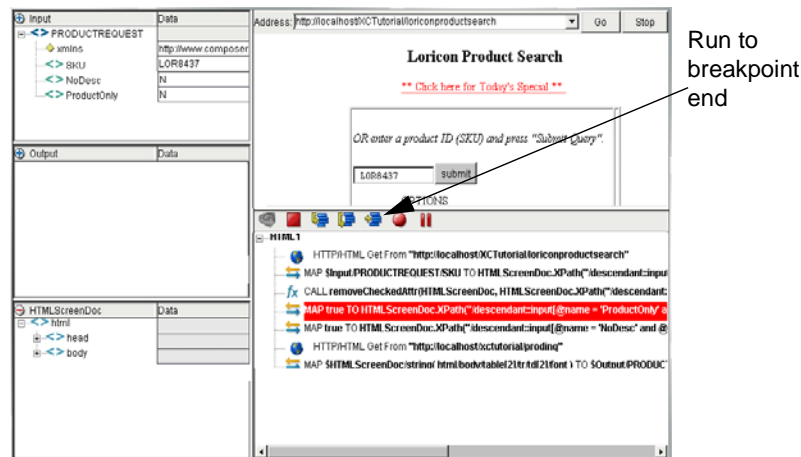 Input Data
PRODUCTREQUEST
xmlns http://www.composer
SKU LOR8437
NoDesc N
ProductOnly N
Output Data
HTMLScreenDoc Data
html
head
body
Address: http://localhost/XCTutorial/loriconproductsearch Go Stop
Loricon Product Search
** Click here for Today's Special **
OR enter a product ID (SKU) and press "Submit Query".
LOR8437 submit
OPTIONS
HTML1
HTTP/HTML Get From "http://localhost/XCTutorial/loriconproductsearch"
MAP $Input/PRODUCTREQUEST/SKU TO HTMLScreenDoc.XPath("/descendant::input
fx CALL removeCheckedAttr(HTMLScreenDoc, HTMLScreenDoc.XPath("/descendant:
MAP true TO HTMLScreenDoc.XPath("/descendant::input[@name = 'ProductOnly' a
MAP true TO HTMLScreenDoc.XPath("/descendant::input[@name = 'NoDesc' and @
HTTP/HTML Get From "http://localhost/xctutorial/prodinq"
MAP $HTMLScreenDoc/string( html/body/table[2]/tr/td[2]/font ) TO $Output/PRODUC
Run to
breakpoint
end